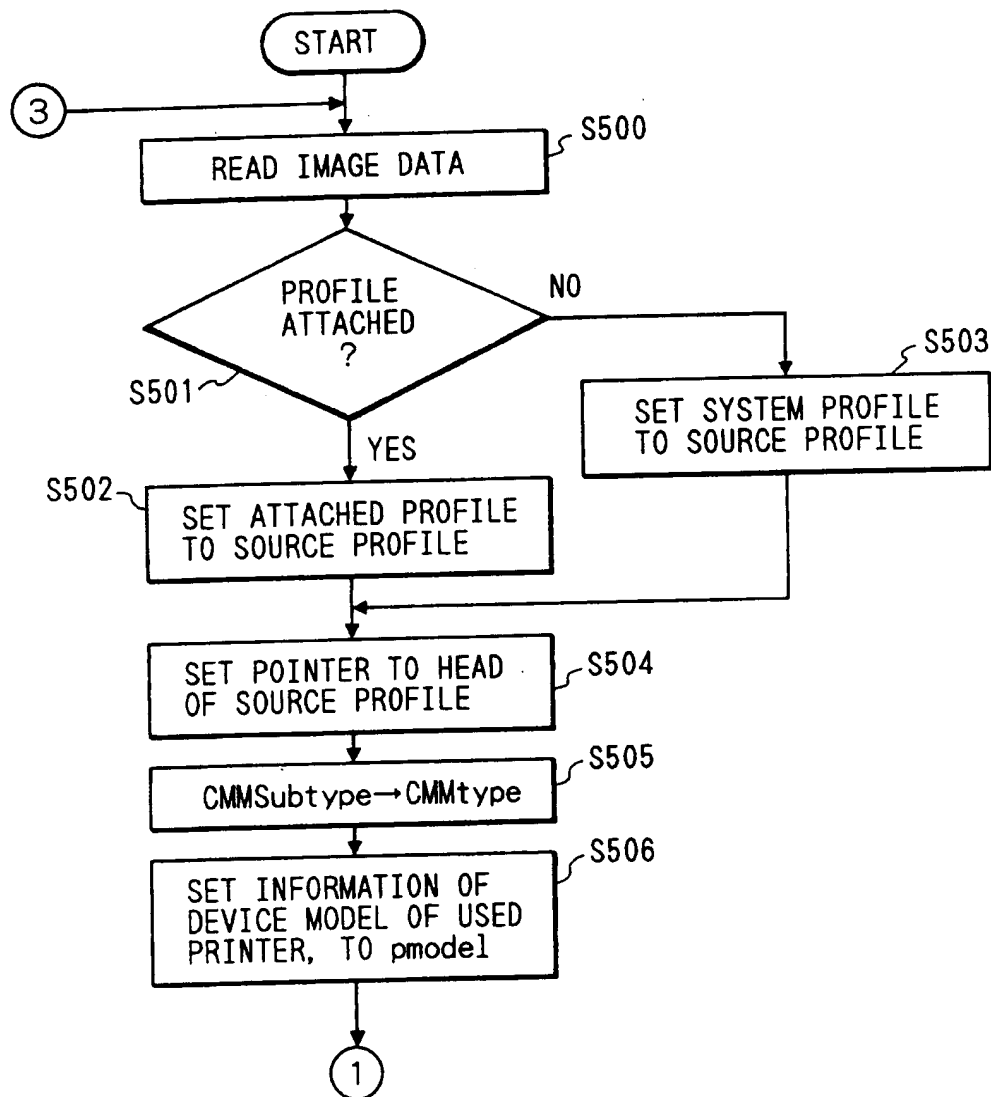 START
3
S500
READ IMAGE DATA
PROFILE
ATTACHED
?
NO
S501
YES
S503
SET SYSTEM PROFILE
TO SOURCE PROFILE
S502
SET ATTACHED PROFILE
TO SOURCE PROFILE
SET POINTER TO HEAD
OF SOURCE PROFILE
S504
S505
CMMSubtype→CMMtype
S506
SET INFORMATION OF
DEVICE MODEL OF USED
PRINTER, TO pmodel
1